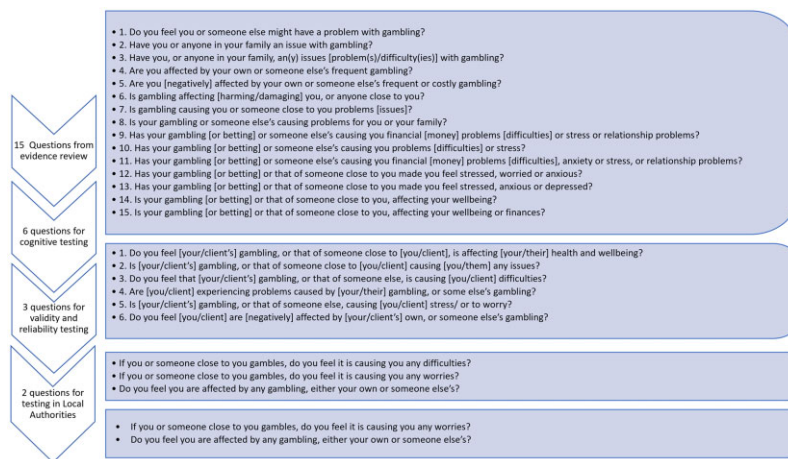 • 1. Do you feel you or someone else might have a problem with gambling?
• 2. Have you or anyone in your family an issue with gambling?
• 3. Have you, or anyone in your family, an(y) issues [problem(s)/difficulty(ies)] with gambling?
• 4. Are you affected by your own or someone else's frequent gambling?
• 5. Are you [negatively] affected by your own or someone else's frequent or costly gambling?
• 6. Is gambling affecting [harming/damaging] you, or anyone close to you?
• 7. Is gambling causing you or someone close to you problems [issues]?
• 8. Is your gambling or someone else's causing problems for you or your family?
• 9. Has your gambling [or betting] or someone else's causing you financial [money] problems [difficulties] or stress or relationship problems?
• 10. Has your gambling [or betting] or someone else's causing you problems [difficulties] or stress?
• 11. Has your gambling [or betting] or someone else's causing you financial [money] problems [difficulties], anxiety or stress, or relationship problems?
• 12. Has your gambling [or betting] or that of someone close to you made you feel stressed, worried or anxious?
• 13. Has your gambling [or betting] or that of someone close to you made you feel stressed, anxious or depressed?
• 14. Is your gambling [or betting] or that of someone close to you, affecting your wellbeing?
• 15. Is your gambling [or betting] or that of someone close to you, affecting your wellbeing or finances?
15 Questions from
evidence review
• 1. Do you feel [your/client's] gambling, or that of someone close to [you/client], is affecting [your/their] health and wellbeing?
• 2. Is [your/client's] gambling, or that of someone close to [you/client] causing [you/them] any issues?
• 3. Do you feel that [your/client's] gambling, or that of someone else, is causing [you/client] difficulties?
• 4. Are [you/client] experiencing problems caused by [your/their] gambling, or some else's gambling?
• 5. Is [your/client's] gambling, or that of someone else, causing [you/client] stress/ or to worry?
• 6. Do you feel [you/client] are [negatively] affected by [your/client's] own, or someone else's gambling?
6 questions for
cognitive testing
• If you or someone close to you gambles, do you feel it is causing you any difficulties?
• If you or someone close to you gambles, do you feel it is causing you any worries?
• Do you feel you are affected by any gambling, either your own or someone else's?
3 questions for
validity and
reliability testing
• If you or someone close to you gambles, do you feel it is causing you any worries?
• Do you feel you are affected by any gambling, either your own or someone else's?
2 questions for
testing in Local
Authorities